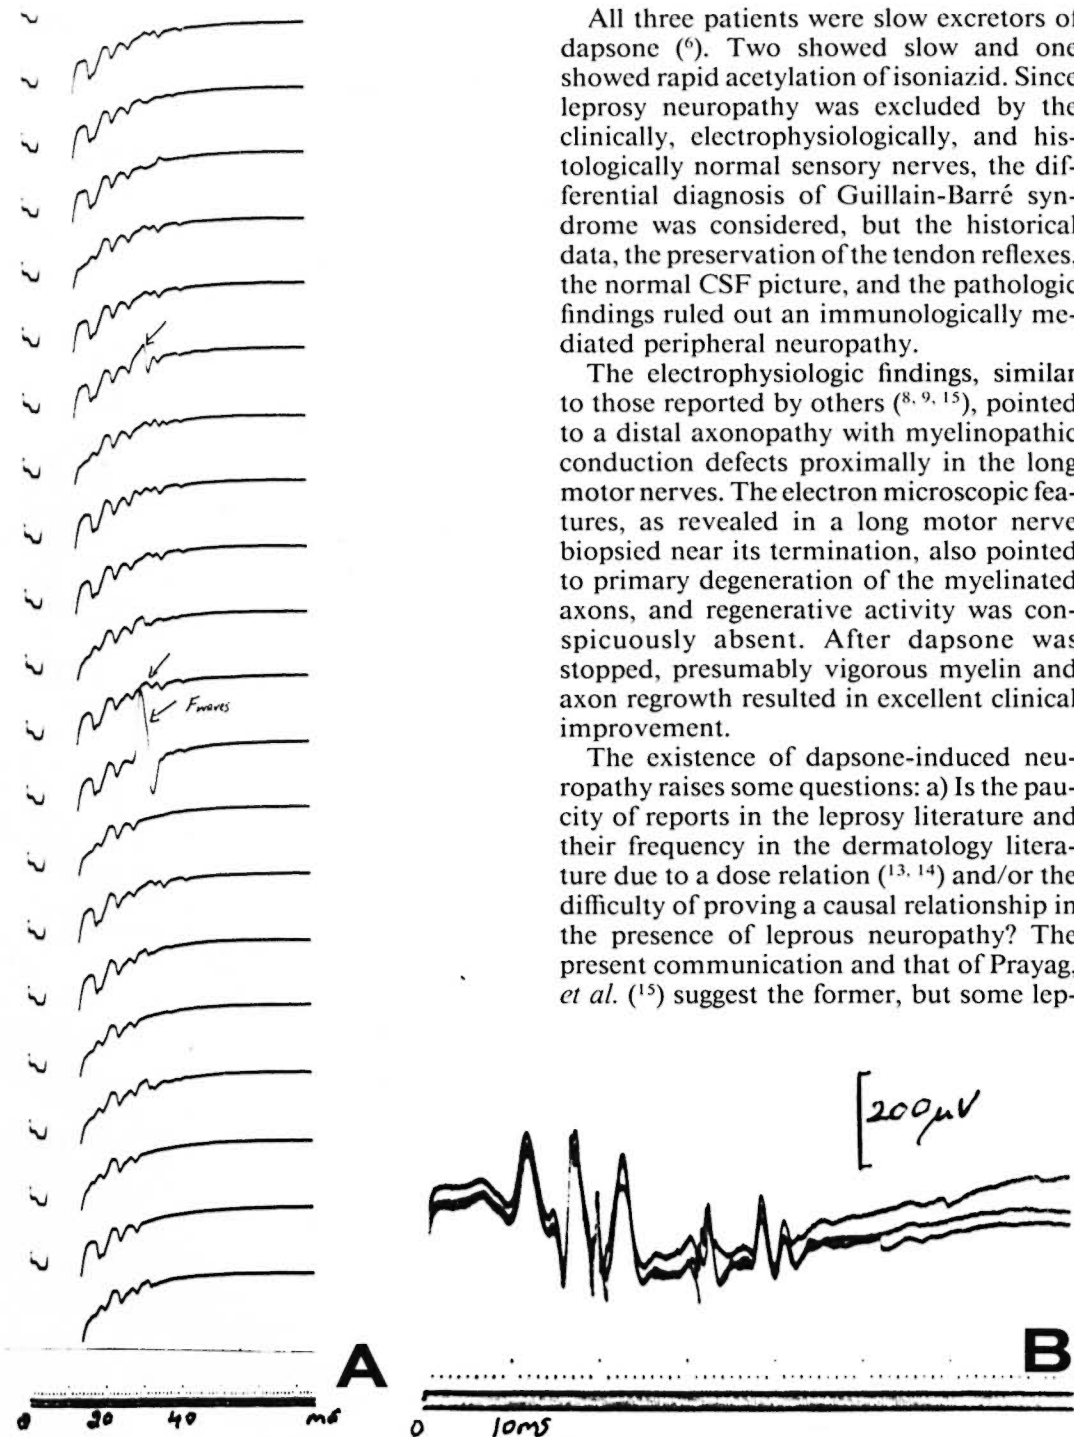 All three patients were slow excretors of
dapsone (⁶). Two showed slow and one
showed rapid acetylation of isoniazid. Since
leprosy neuropathy was excluded by the
clinically, electrophysiologically, and his-
tologically normal sensory nerves, the dif-
ferential diagnosis of Guillain-Barré syn-
drome was considered, but the historical
data, the preservation of the tendon reflexes,
the normal CSF picture, and the pathologic
findings ruled out an immunologically me-
diated peripheral neuropathy.
The electrophysiologic findings, similar
to those reported by others (⁸, ⁹, ¹⁵), pointed
to a distal axonopathy with myelinopathic
conduction defects proximally in the long
motor nerves. The electron microscopic fea-
tures, as revealed in a long motor nerve
biopsied near its termination, also pointed
to primary degeneration of the myelinated
axons, and regenerative activity was con-
spicuously absent. After dapsone was
stopped, presumably vigorous myelin and
axon regrowth resulted in excellent clinical
improvement.
The existence of dapsone-induced neu-
ropathy raises some questions: a) Is the pau-
city of reports in the leprosy literature and
their frequency in the dermatology litera-
ture due to a dose relation (¹³, ¹⁴) and/or the
difficulty of proving a causal relationship in
the presence of leprous neuropathy? The
present communication and that of Prayag,
et al. (¹⁵) suggest the former, but some lep-
F waves
A
0 20 40 ms
200 µV
B
0 10ms